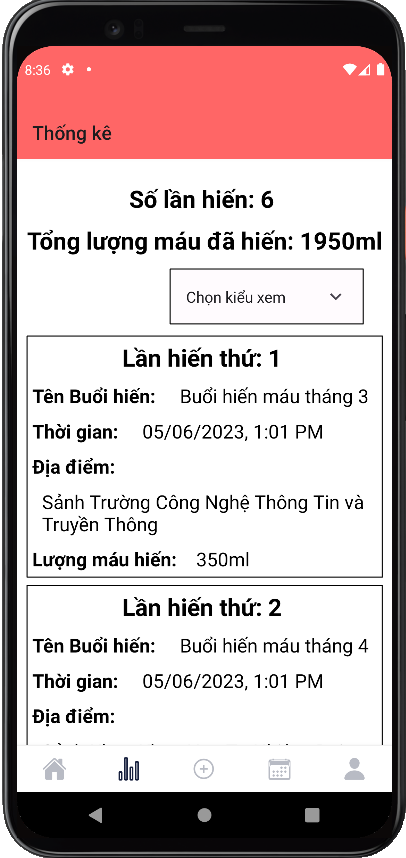 8:36
Thống kê
Số lần hiến: 6
Tổng lượng máu đã hiến: 1950ml
Chọn kiểu xem
Lần hiến thứ: 1
Tên Buổi hiến: Buổi hiến máu tháng 3
Thời gian: 05/06/2023, 1:01 PM
Địa điểm:
Sảnh Trường Công Nghệ Thông Tin và
Truyền Thông
Lượng máu hiến: 350ml
Lần hiến thứ: 2
Tên Buổi hiến: Buổi hiến máu tháng 4
Thời gian: 05/06/2023, 1:01 PM
Địa điểm: